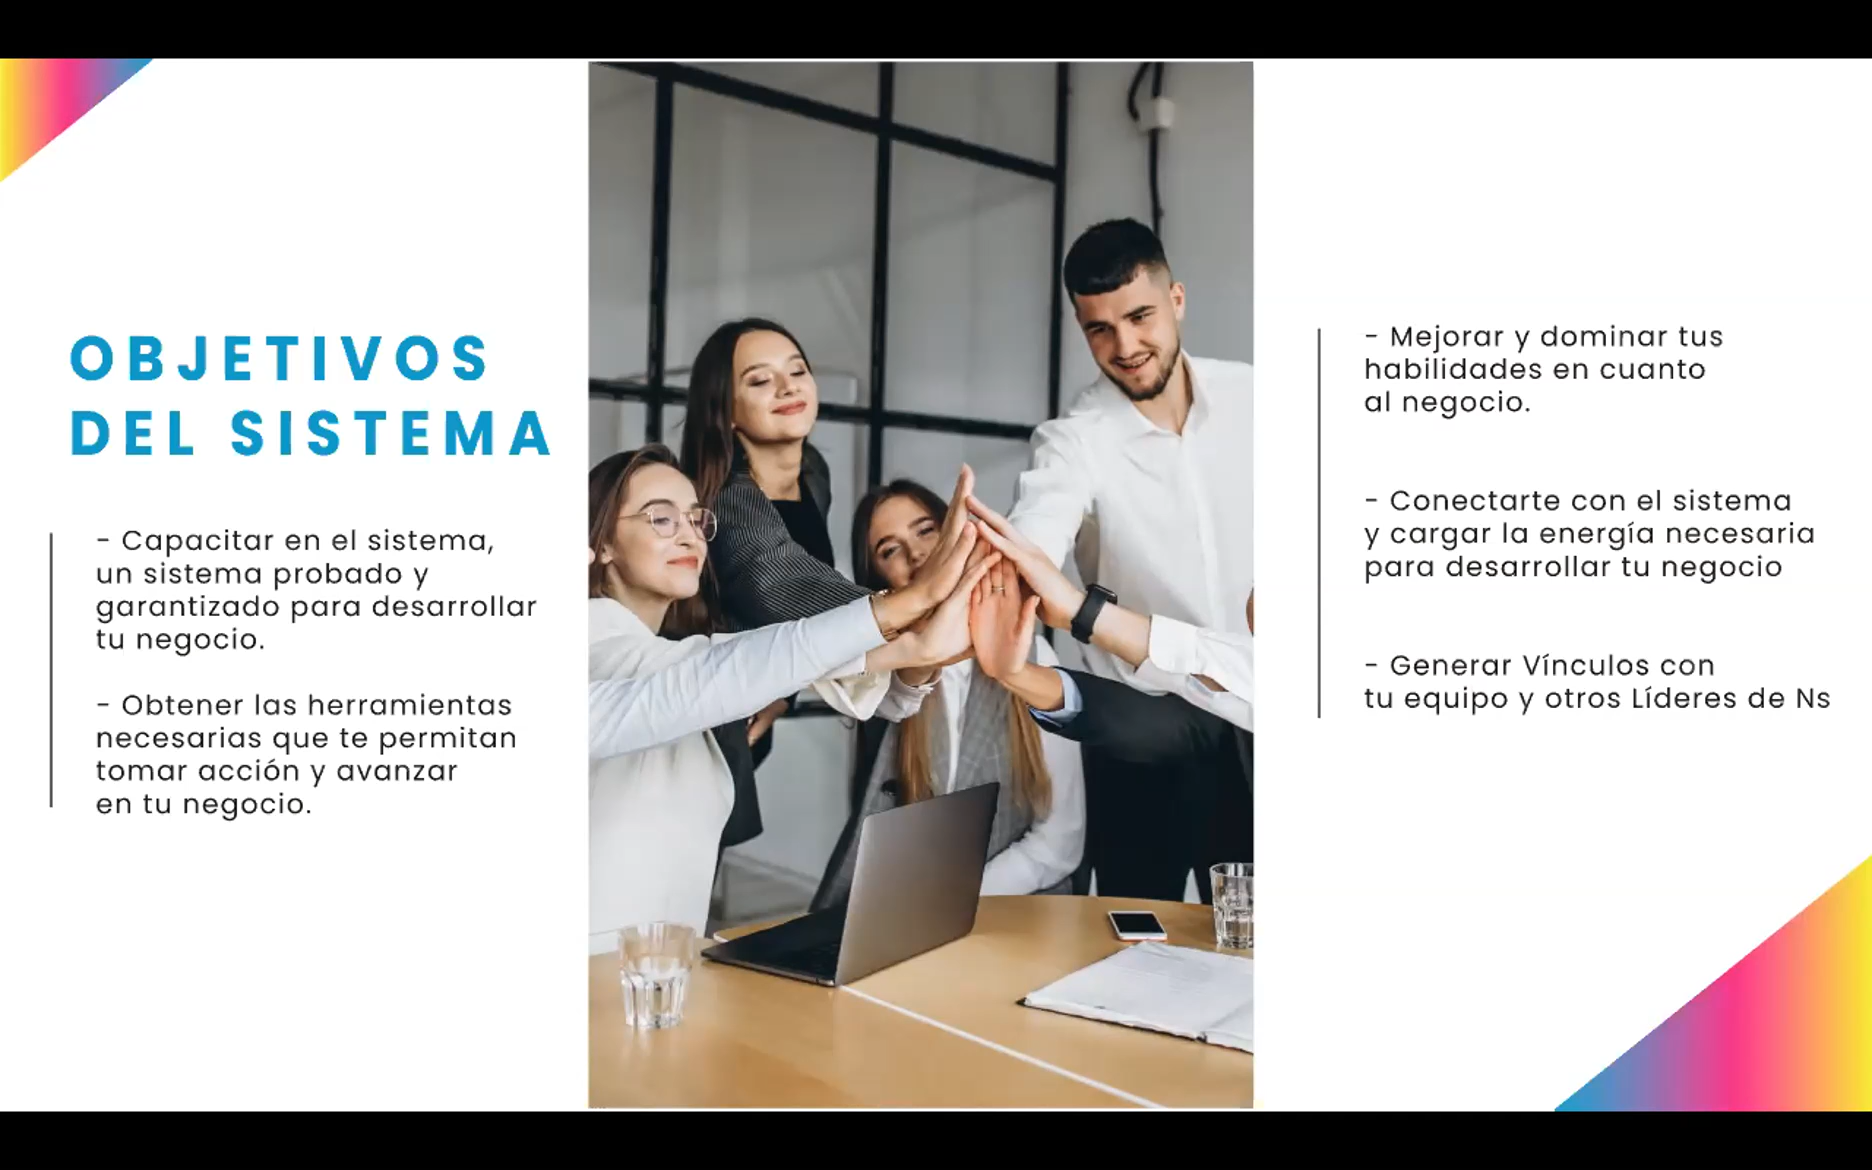 OBJETIVOS
DEL SISTEMA
- Capacitar en el sistema,
un sistema probado y
garantizado para desarrollar
tu negocio.
- Obtener las herramientas
necesarias que te permitan
tomar acción y avanzar
en tu negocio.
- Mejorar y dominar tus
habilidades en cuanto
al negocio.
- Conectarte con el sistema
y cargar la energía necesaria
para desarrollar tu negocio
- Generar Vínculos con
tu equipo y otros Líderes de Ns